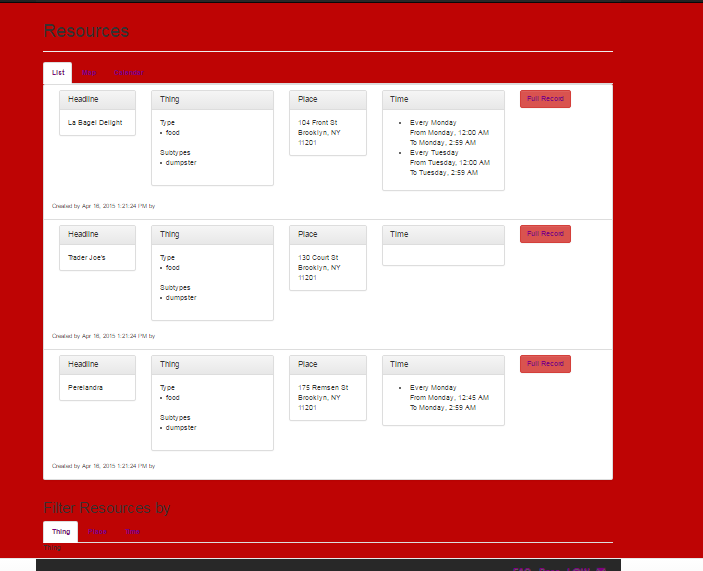 Resources
List Map Calendar
Headline Thing Place Time Full Record
La Bagel Delight
Type
• food
Subtypes
• dumpster
104 Front St
Brooklyn, NY
11201
• Every Monday
From Monday, 12:00 AM
To Monday, 2:59 AM
• Every Tuesday
From Tuesday, 12:00 AM
To Tuesday, 2:59 AM
Created by Apr 16, 2015 1:21:24 PM by
Headline Thing Place Time Full Record
Trader Joe's
Type
• food
Subtypes
• dumpster
130 Court St
Brooklyn, NY
11201
Created by Apr 16, 2015 1:21:24 PM by
Headline Thing Place Time Full Record
Perelandra
Type
• food
Subtypes
• dumpster
175 Remsen St
Brooklyn, NY
11201
• Every Monday
From Monday, 12:45 AM
To Monday, 2:59 AM
Created by Apr 16, 2015 1:21:24 PM by
Filter Resources by
Thing Place Time
Thing